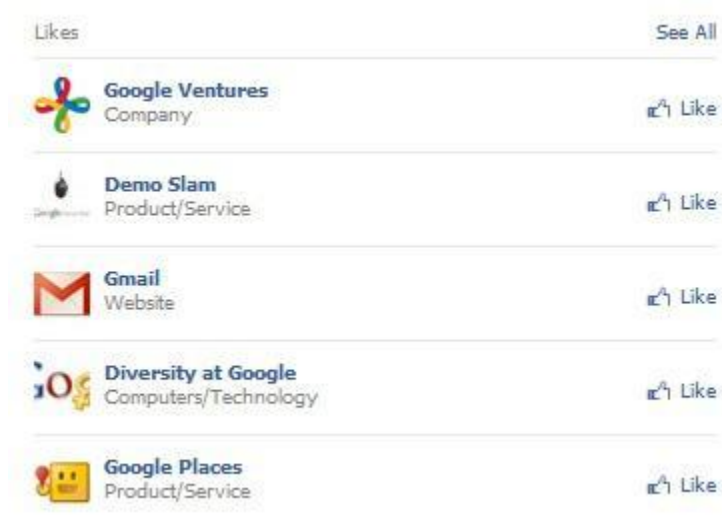 Likes See All
Google Ventures
Company
Like
Demo Slam
Product/Service
Like
Gmail
Website
Like
Diversity at Google
Computers/Technology
Like
Google Places
Product/Service
Like